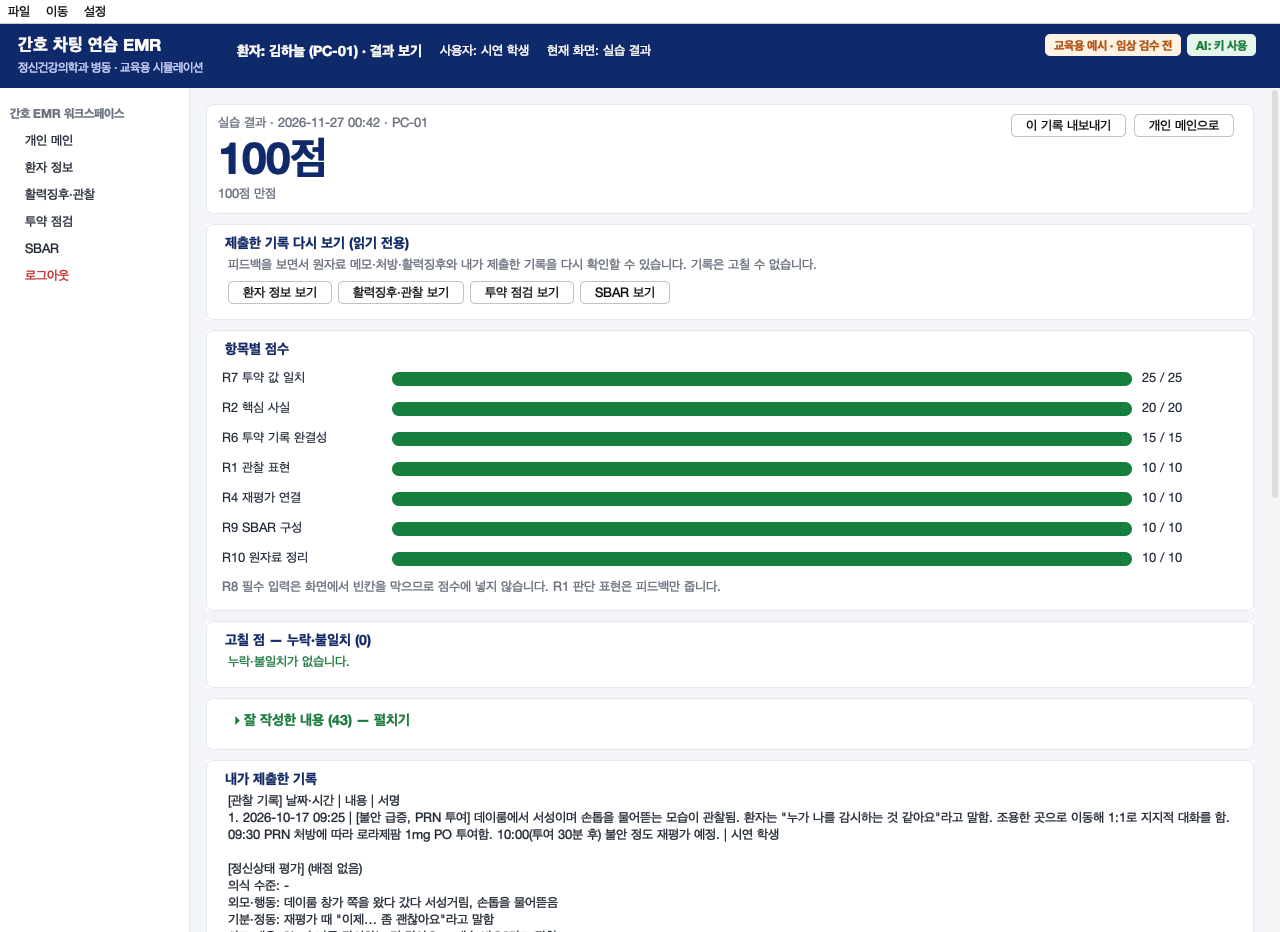 파일 이동 설정
간호 차팅 연습 EMR
정신건강의학과 병동 · 교육용 시뮬레이션
환자: 김하늘 (PC-01) · 결과 보기 사용자: 시연 학생 현재 화면: 실습 결과
교육용 예시 · 임상 검수 전 AI: 키 사용
간호 EMR 워크스페이스
개인 메인
환자 정보
활력징후·관찰
투약 점검
SBAR
로그아웃
실습 결과 · 2026-11-27 00:42 · PC-01
100점
100점 만점
이 기록 내보내기 개인 메인으로
제출한 기록 다시 보기 (읽기 전용)
피드백을 보면서 원자료 메모·처방·활력징후와 내가 제출한 기록을 다시 확인할 수 있습니다. 기록은 고칠 수 없습니다.
환자 정보 보기 활력징후·관찰 보기 투약 점검 보기 SBAR 보기
항목별 점수
R7 투약 값 일치 25 / 25
R2 핵심 사실 20 / 20
R6 투약 기록 완결성 15 / 15
R1 관찰 표현 10 / 10
R4 재평가 연결 10 / 10
R9 SBAR 구성 10 / 10
R10 원자료 정리 10 / 10
R8 필수 입력은 화면에서 빈칸을 막으므로 점수에 넣지 않습니다. R1 판단 표현은 피드백만 줍니다.
고칠 점 — 누락·불일치 (0)
누락·불일치가 없습니다.
잘 작성한 내용 (43) — 펼치기
내가 제출한 기록
[관찰 기록] 날짜·시간 | 내용 | 서명
1. 2026-10-17 09:25 | [불안 급증, PRN 투여] 데이룸에서 서성이며 손톱을 물어뜯는 모습이 관찰됨. 환자는 "누가 나를 감시하는 것 같아요"라고 말함. 조용한 곳으로 이동해 1:1로 지지적 대화를 함.
09:30 PRN 처방에 따라 로라제팜 1mg PO 투여함. 10:00(투여 30분 후) 불안 정도 재평가 예정. | 시연 학생
[정신상태 평가] (배점 없음)
의식 수준: -
외모·행동: 데이룸 창가 쪽을 왔다 갔다 서성거림, 손톱을 물어뜯음
기분·정동: 재평가 때 "이제… 좀 괜찮아요"라고 말함